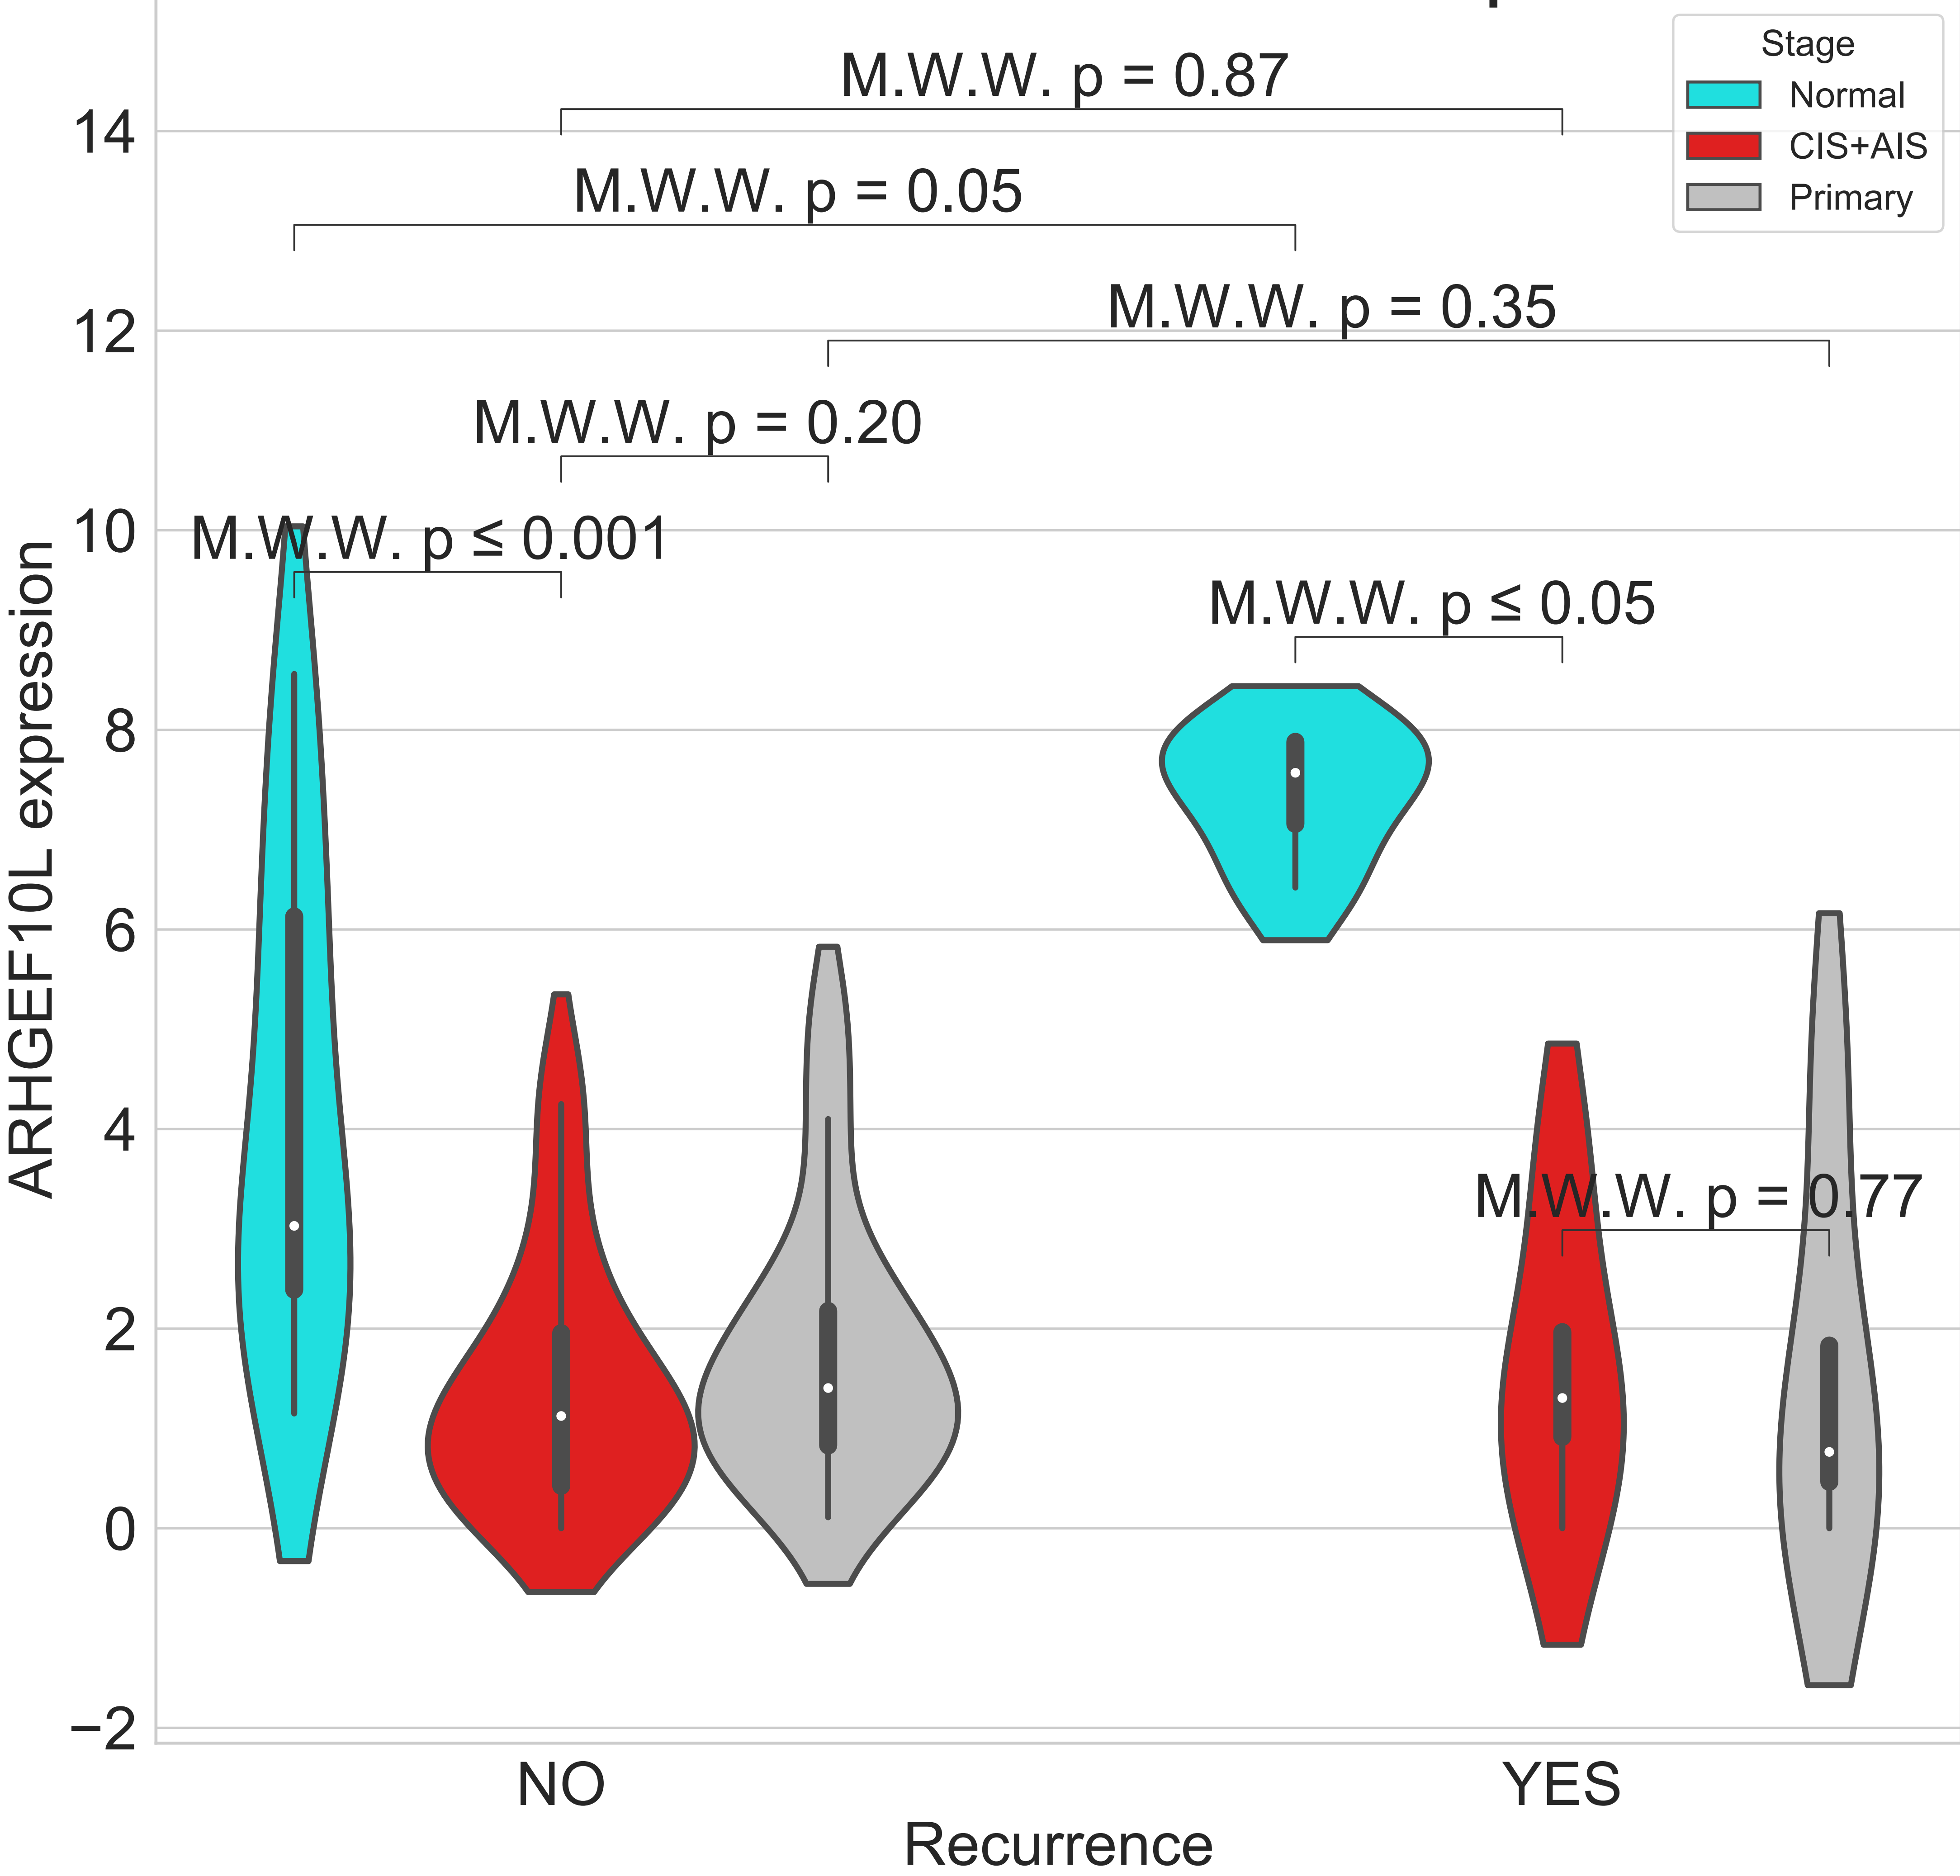 Stage
Normal
CIS+AIS
Primary
M.W.W. p = 0.87
M.W.W. p = 0.05
M.W.W. p = 0.35
M.W.W. p = 0.20
M.W.W. p ≤ 0.001
M.W.W. p ≤ 0.05
M.W.W. p = 0.77
14
12
10
8
6
4
2
0
−2
ARHGEF10L expression
NO
YES
Recurrence